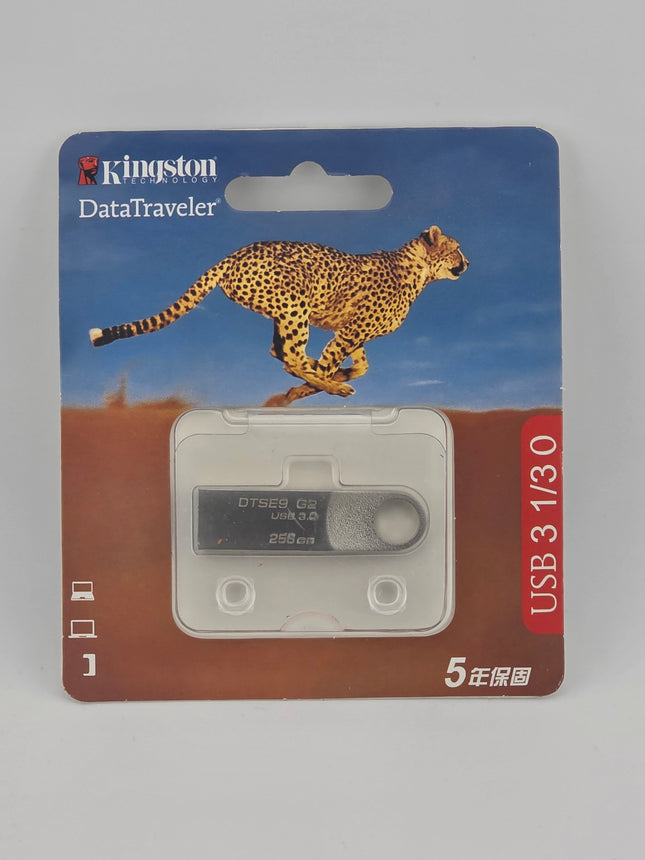 Kingston
TECHNOLOGY
DataTraveler®
DTSE9 G2
USB 3.0
256GB
USB 3 1/3 0
5年保固